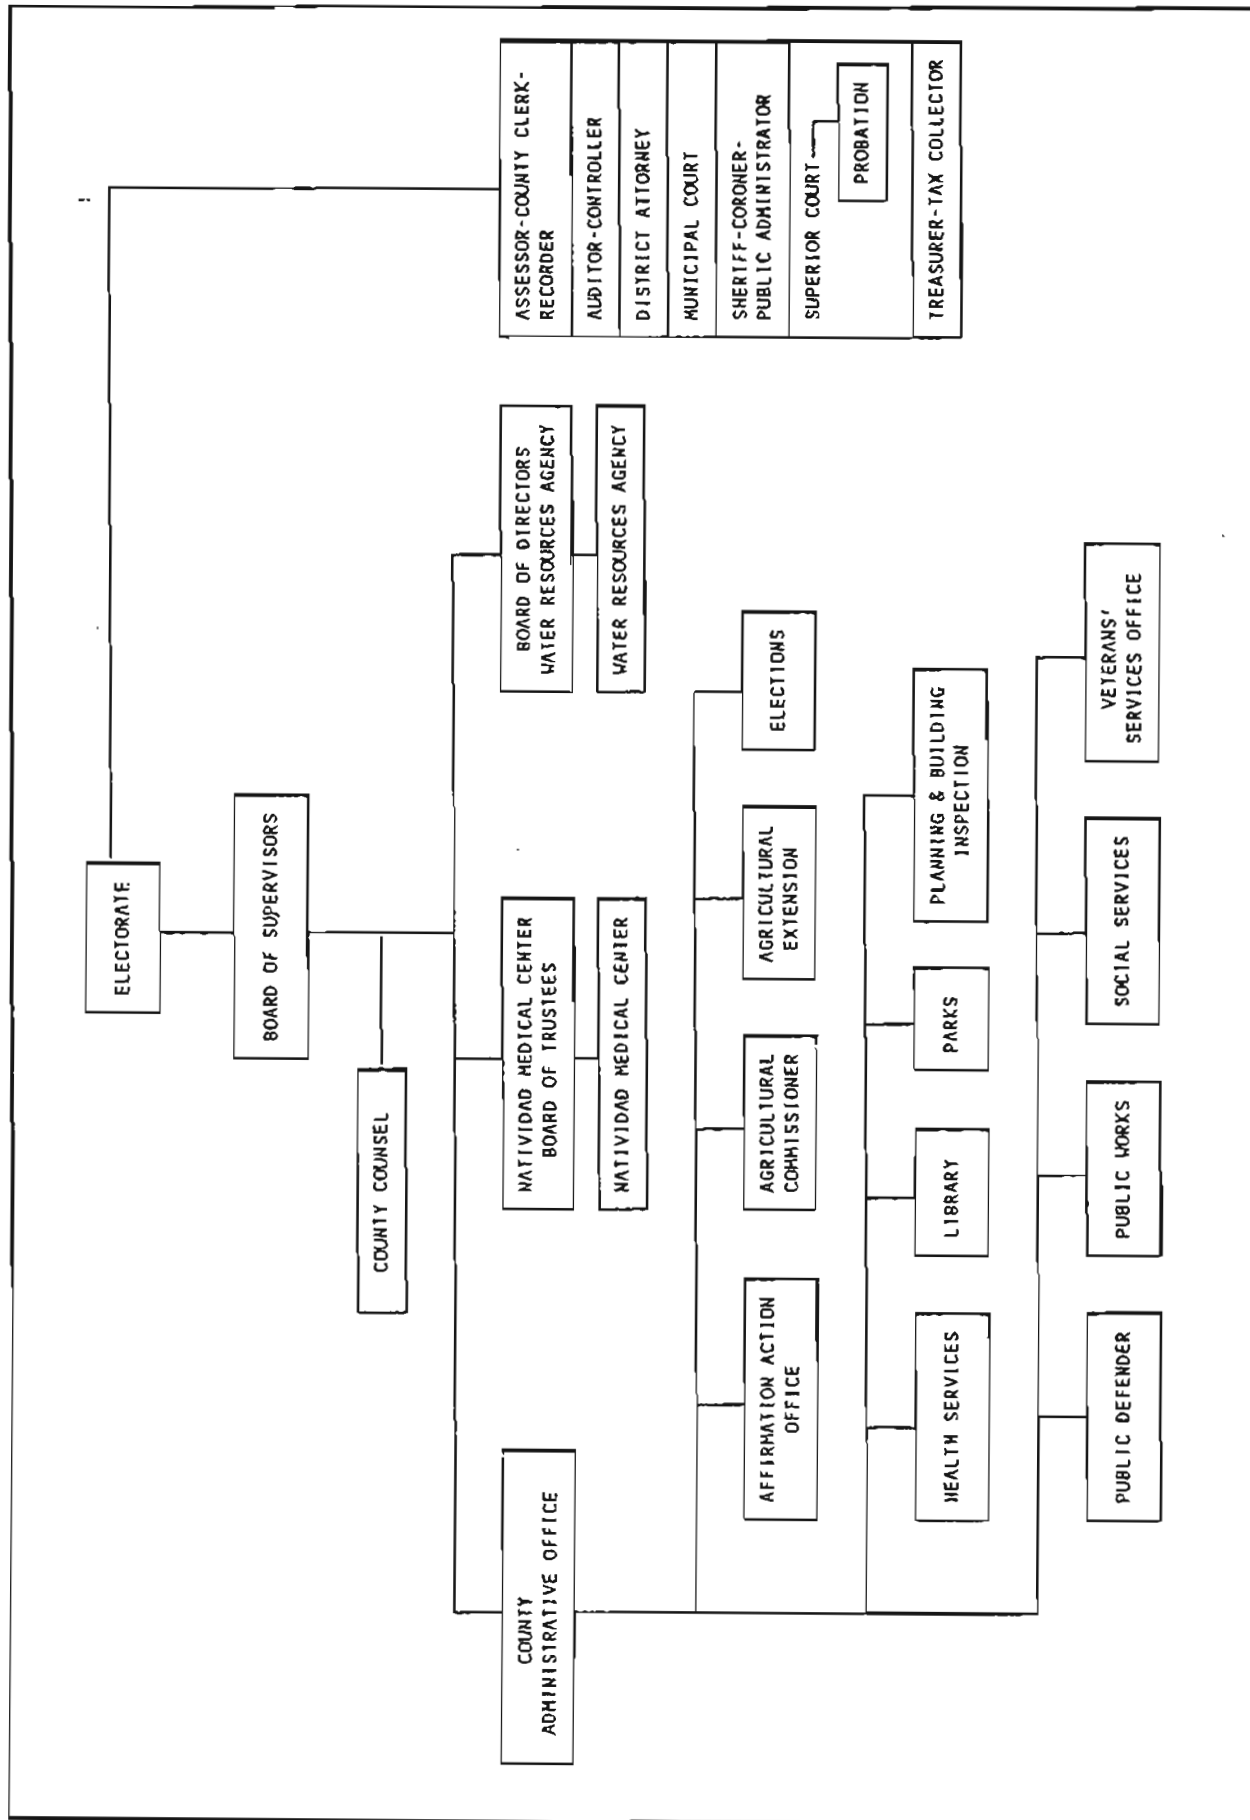 ELECTORATE
BOARD OF SUPERVISORS
COUNTY COUNSEL
COUNTY
ADMINISTRATIVE OFFICE
NATIVIDAD MEDICAL CENTER
BOARD OF TRUSTEES
NATIVIDAD MEDICAL CENTER
BOARD OF DIRECTORS
WATER RESOURCES AGENCY
WATER RESOURCES AGENCY
ASSESSOR-COUNTY CLERK-
RECORDER
AUDITOR-CONTROLLER
DISTRICT ATTORNEY
MUNICIPAL COURT
SHERIFF-CORONER-
PUBLIC ADMINISTRATOR
SUPERIOR COURT
PROBATION
TREASURER-TAX COLLECTOR
AFFIRMATION ACTION
OFFICE
AGRICULTURAL
COMMISSIONER
AGRICULTURAL
EXTENSION
ELECTIONS
HEALTH SERVICES
LIBRARY
PARKS
PLANNING & BUILDING
INSPECTION
PUBLIC DEFENDER
PUBLIC WORKS
SOCIAL SERVICES
VETERANS'
SERVICES OFFICE